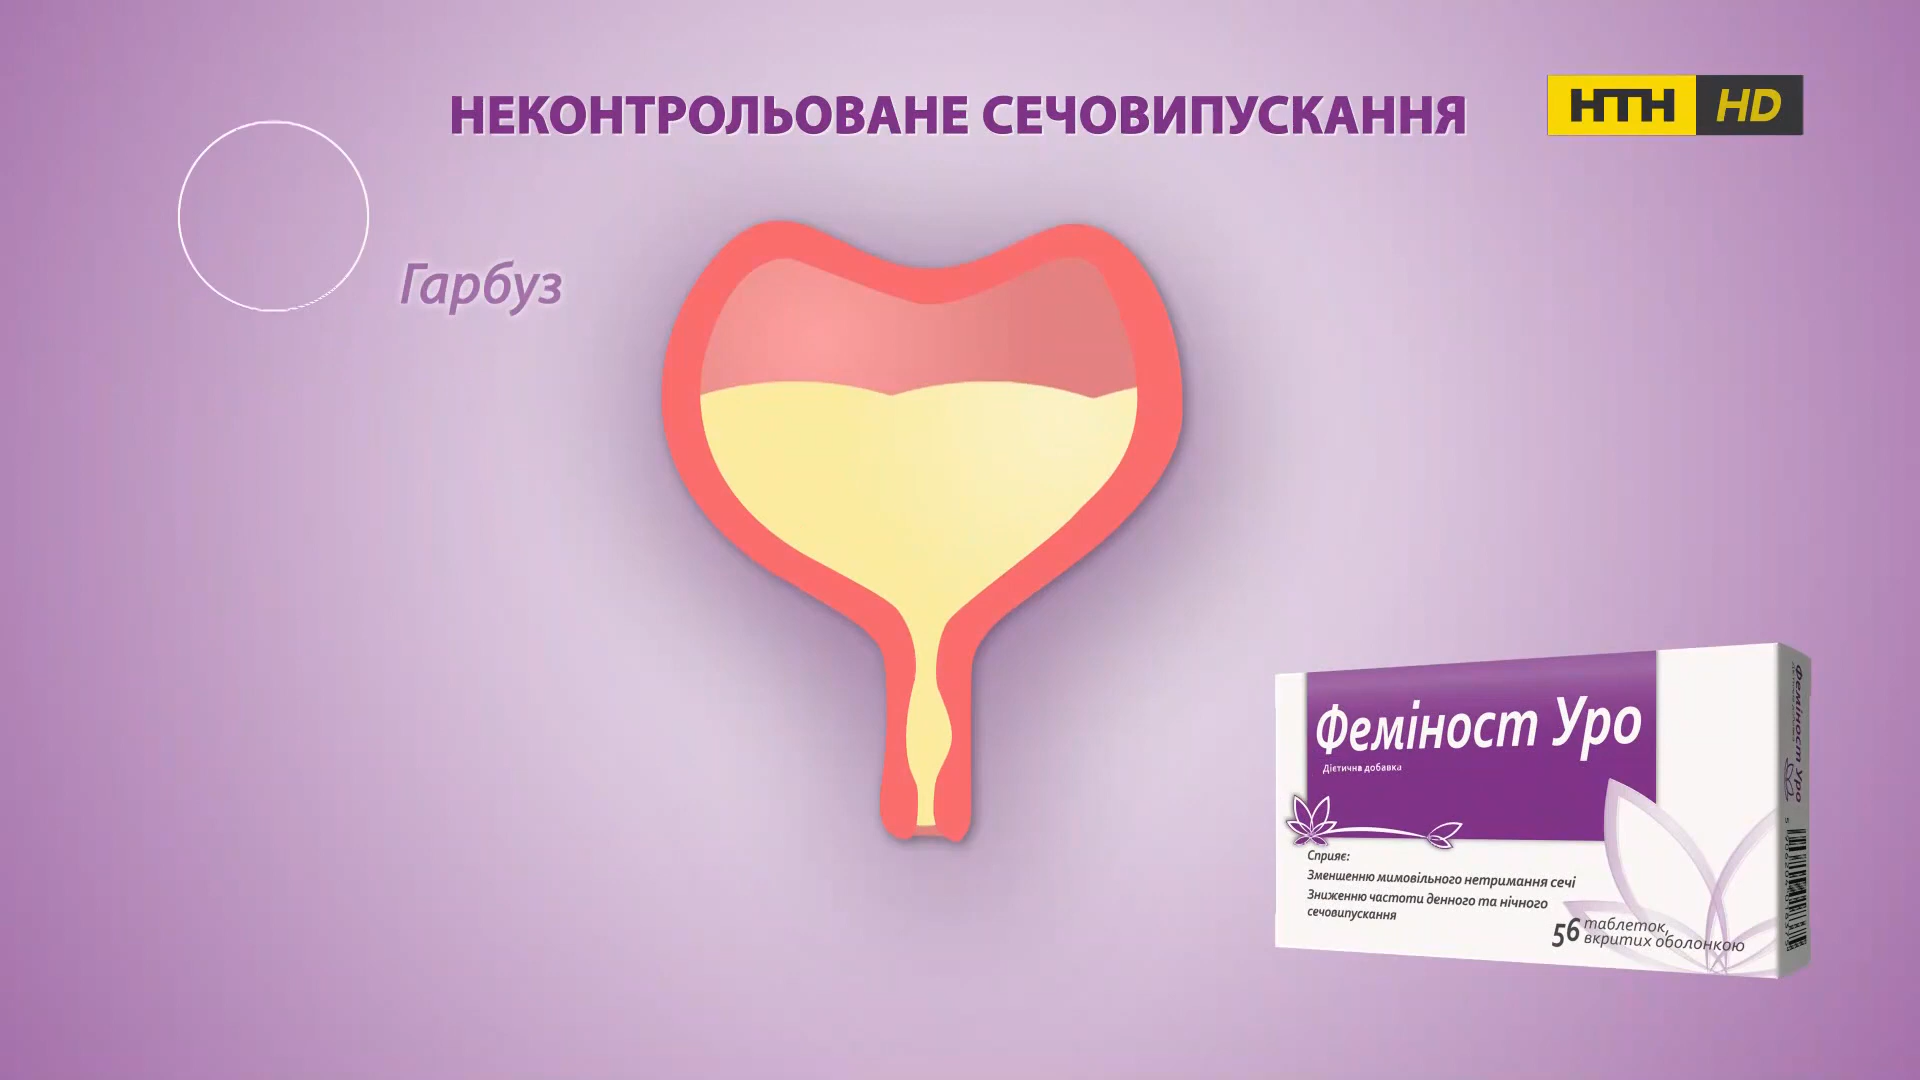 НЕКОНТРОЛЬОВАНЕ СЕЧОВИПУСКАННЯ
НТН HD
Гарбуз
Феміност Уро
Дієтична добавка
Сприяє:
Зменшенню мимовільного нетримання сечі
Зниженню частоти денного та нічного
сечовипускання
56 таблеток,
вкритих оболонкою
Феміност Уро